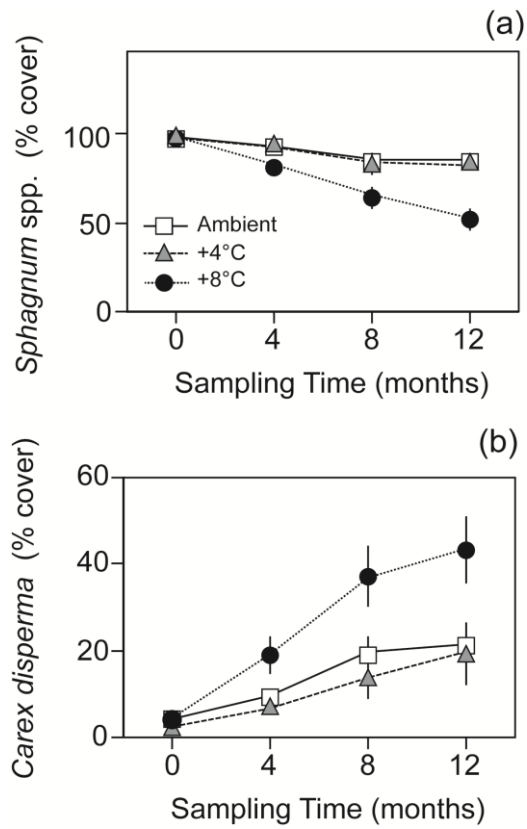 (a)
Sphagnum spp. (% cover)
100
50
0
Ambient
+4°C
+8°C
0 4 8 12
Sampling Time (months)
(b)
Carex disperma (% cover)
60
40
20
0
0 4 8 12
Sampling Time (months)